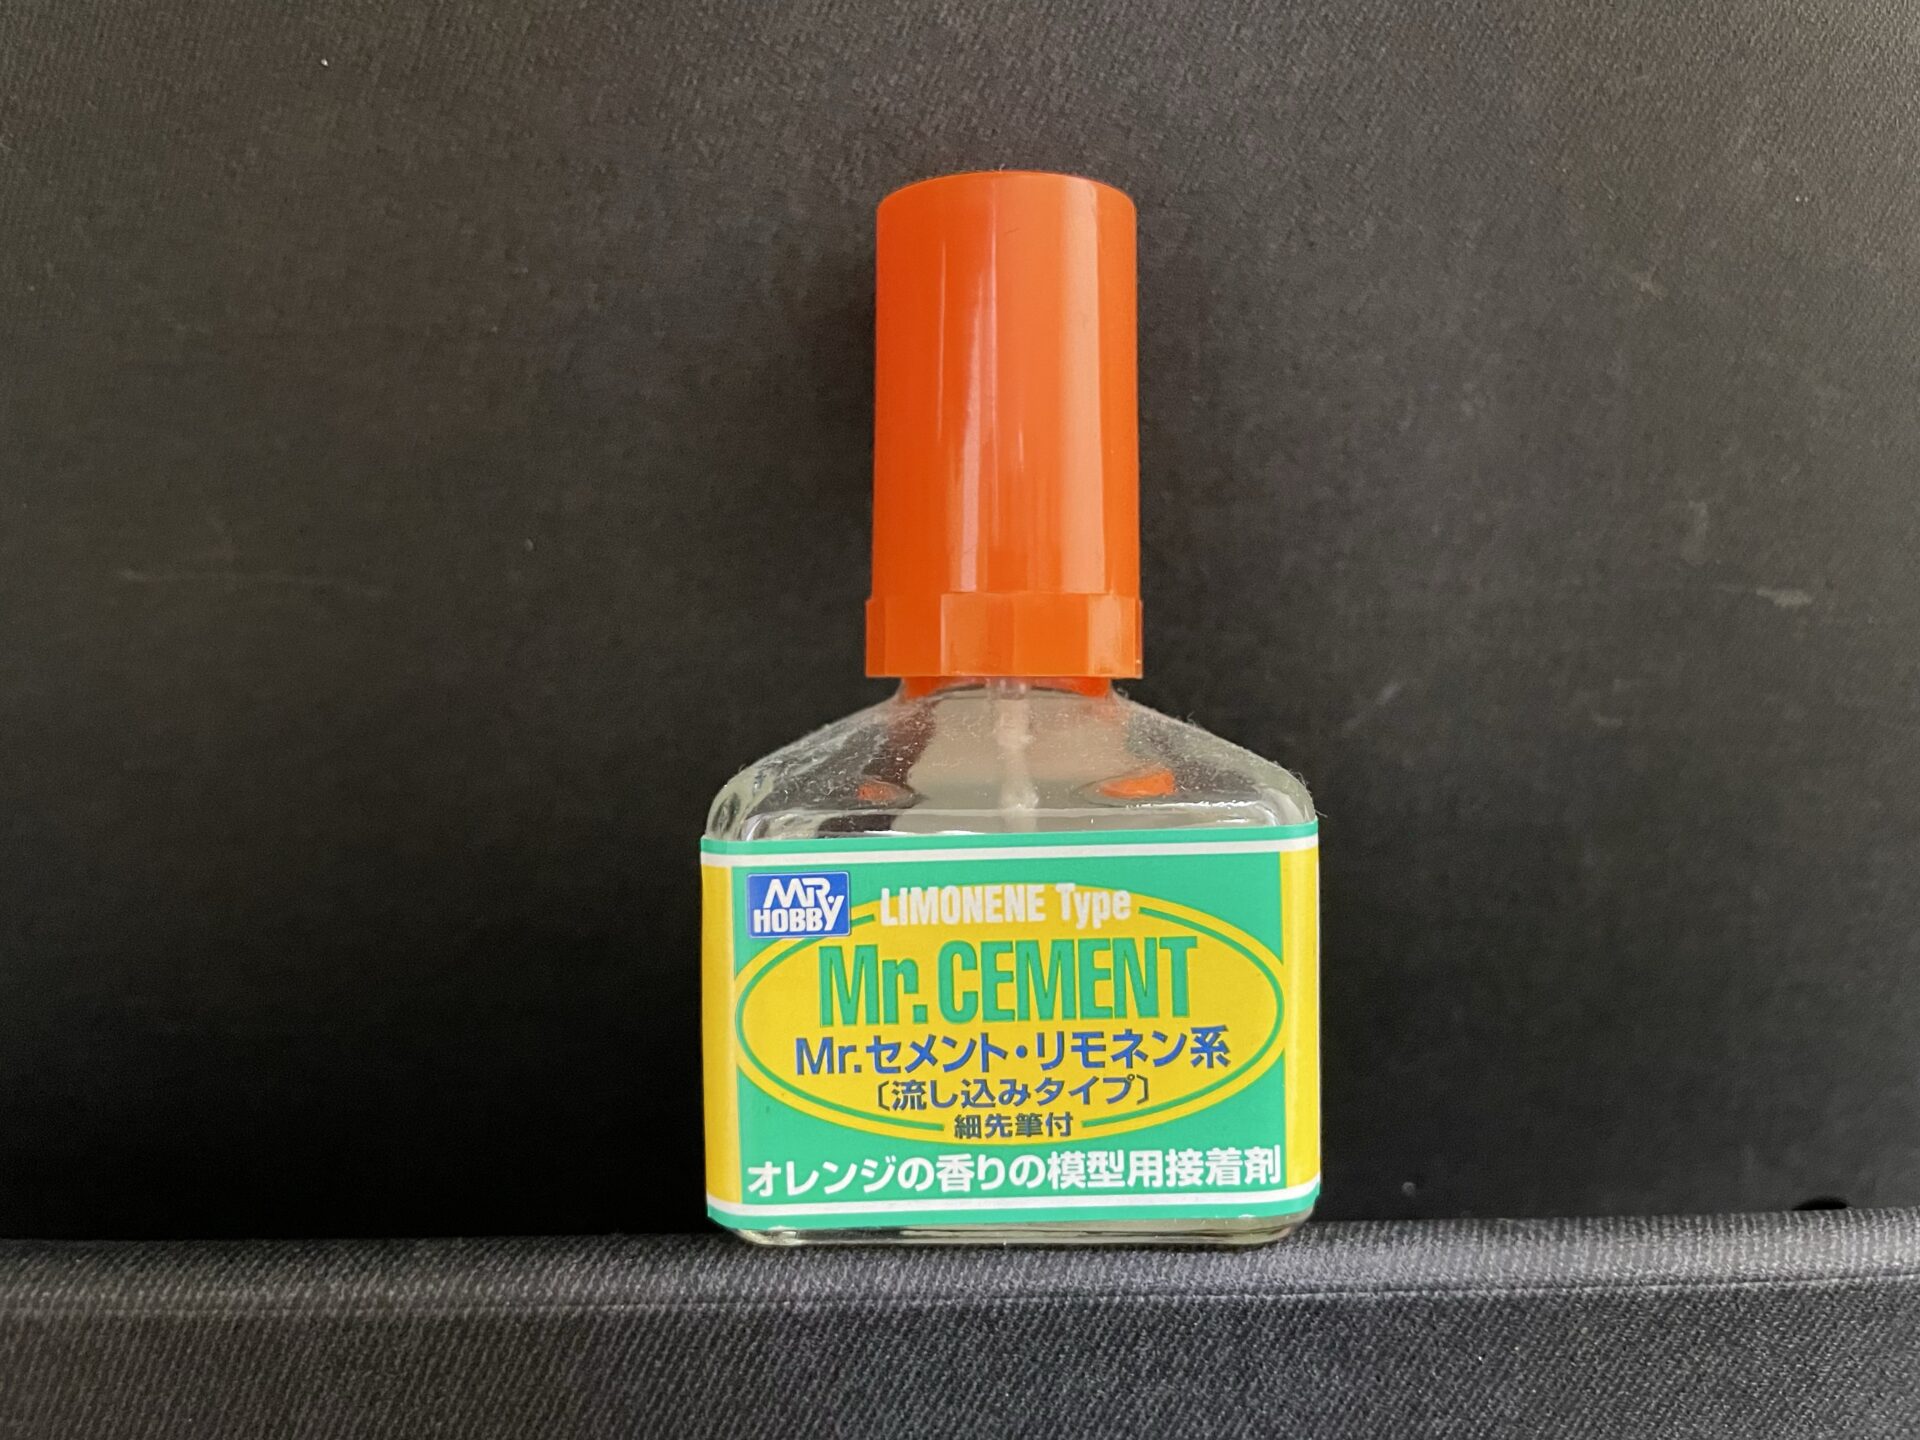 MR. HOBBY
LIMONENE Type
Mr.CEMENT
Mr.セメント・リモネン系
〔流し込みタイプ〕
細先筆付
オレンジの香りの模型用接着剤